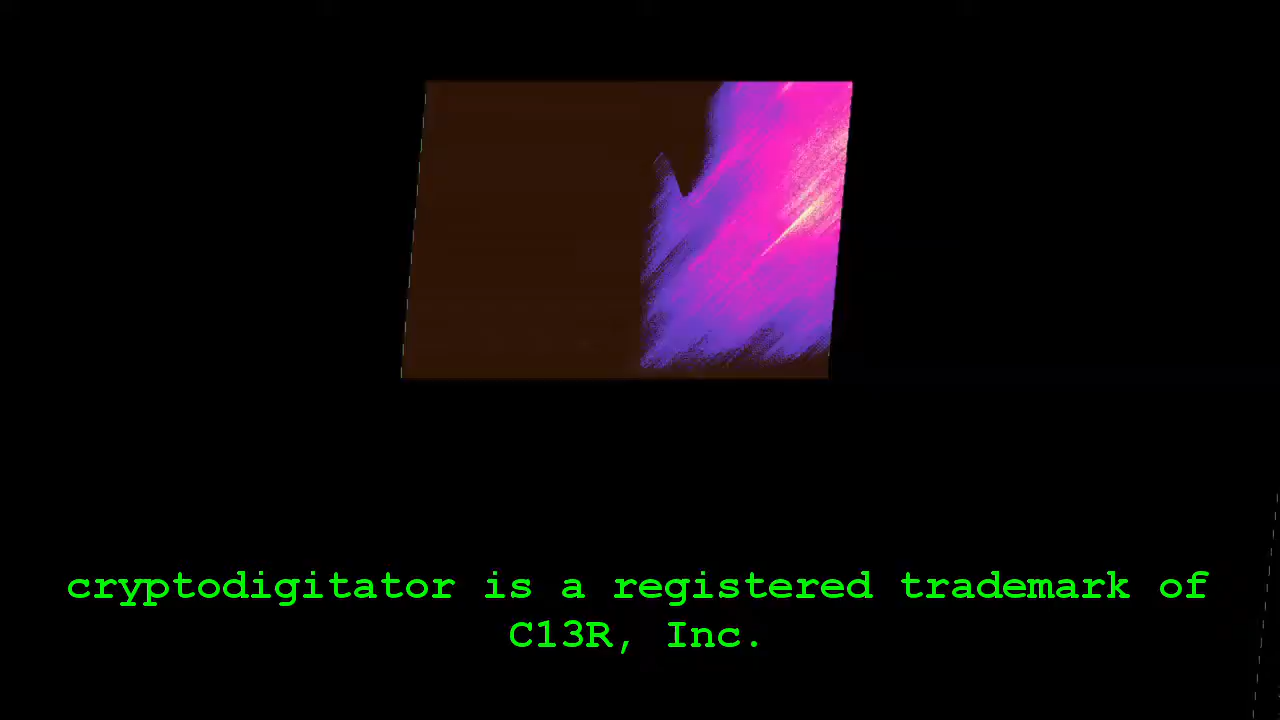 cryptodigitator is a registered trademark of
C13R, Inc.